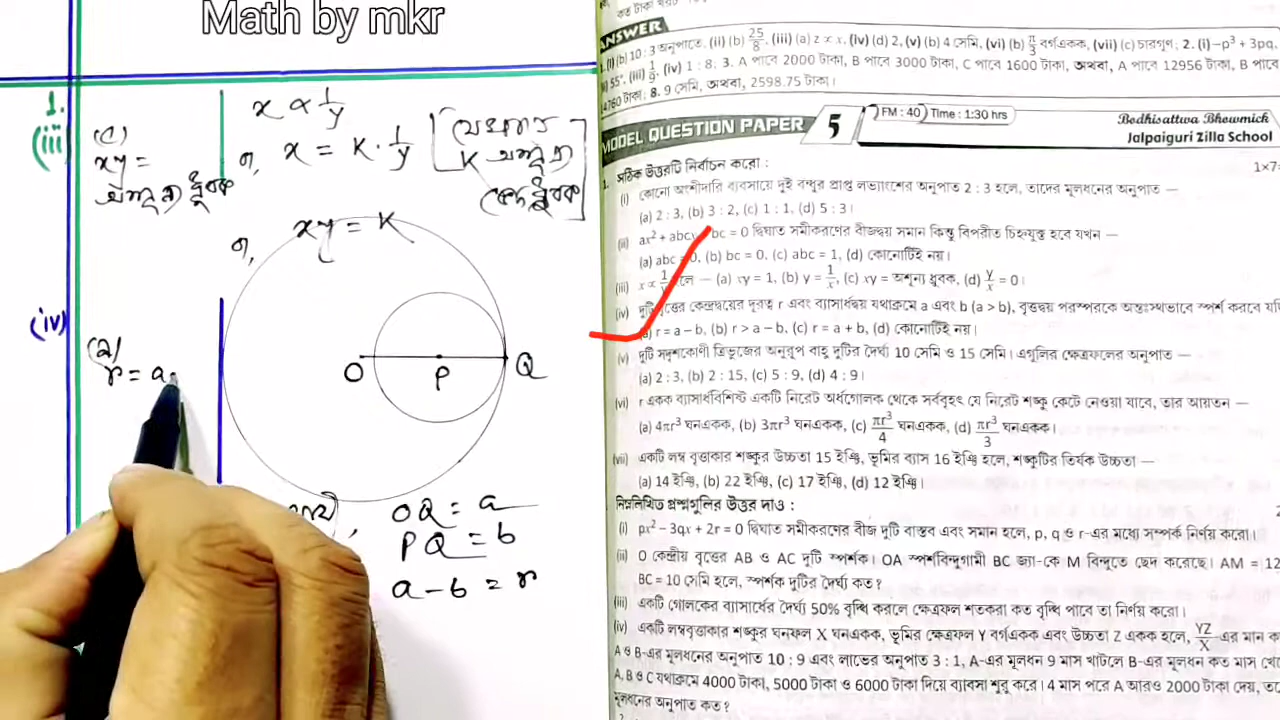 Math by mkr
1.
(iii)
(c)
xy =
x ∝ 1/y
বা, x = K · 1/y
[যেখানে
K অশূন্য
ভেদ ধ্রুবক]
অশূন্য ধ্রুবক
বা, xy = K
(iv)
(a)
r = a-
O P Q
OQ = a
PQ = b
a - b = r
ANSWER
(i) (b) 10 : 3 অনুপাতে, (ii) (b) 25/8, (iii) (a) z ∝ x, (iv) (d) 2, (v) (b) 4 সেমি, (vi) (b) π/3 বর্গএকক, (vii) (c) চারগুণ; 2. (i) −p³ + 3pq,
55°, (iii) 1/9, (iv) 1 : 8; 3. A পাবে 2000 টাকা, B পাবে 3000 টাকা, C পাবে 1600 টাকা, অথবা, A পাবে 12956 টাকা, B পাবে
14760 টাকা; 8. 9 সেমি, অথবা, 2598.75 টাকা।
MODEL QUESTION PAPER 5
FM : 40 Time : 1:30 hrs
Bodhisattwa Bhowmick
Jalpaiguri Zilla School
1. সঠিক উত্তরটি নির্বাচন করো : 1×7
(i) কোনো অংশীদারি ব্যবসায়ে দুই বন্ধুর প্রাপ্ত লভ্যাংশের অনুপাত 2 : 3 হলে, তাদের মূলধনের অনুপাত —
(a) 2 : 3, (b) 3 : 2, (c) 1 : 1, (d) 5 : 3।
(ii) ax² + abcx + bc = 0 দ্বিঘাত সমীকরণের বীজদ্বয় সমান কিন্তু বিপরীত চিহ্নযুক্ত হবে যখন —
(a) abc = 0, (b) bc = 0, (c) abc = 1, (d) কোনোটিই নয়।
(iii) x ∝ 1/y হলে — (a) xy = 1, (b) y = 1/x, (c) xy = অশূন্য ধ্রুবক, (d) y/x = 0।
(iv) দুটি বৃত্তের কেন্দ্রদ্বয়ের দূরত্ব r এবং ব্যাসার্ধদ্বয় যথাক্রমে a এবং b (a > b), বৃত্তদ্বয় পরস্পরকে অন্তঃস্থভাবে স্পর্শ করবে
(a) r = a − b, (b) r > a − b, (c) r = a + b, (d) কোনোটিই নয়।
(v) দুটি সদৃশকোণী ত্রিভুজের অনুরূপ বাহু দুটির দৈর্ঘ্য 10 সেমি ও 15 সেমি। এগুলির ক্ষেত্রফলের অনুপাত —
(a) 2 : 3, (b) 2 : 15, (c) 5 : 9, (d) 4 : 9।
(vi) r একক ব্যাসার্ধবিশিষ্ট একটি নিরেট অর্ধগোলক থেকে সর্ববৃহৎ যে নিরেট শঙ্কু কেটে নেওয়া যাবে, তার আয়তন —
(a) 4πr³ ঘনএকক, (b) 3πr³ ঘনএকক, (c) πr³/4 ঘনএকক, (d) πr³/3 ঘনএকক।
(vii) একটি লম্ব বৃত্তাকার শঙ্কুর উচ্চতা 15 ইঞ্চি, ভূমির ব্যাস 16 ইঞ্চি হলে, শঙ্কুটির তির্যক উচ্চতা —
(a) 14 ইঞ্চি, (b) 22 ইঞ্চি, (c) 17 ইঞ্চি, (d) 12 ইঞ্চি।
নিম্নলিখিত প্রশ্নগুলির উত্তর দাও :
(i) px² − 3qx + 2r = 0 দ্বিঘাত সমীকরণের বীজ দুটি বাস্তব এবং সমান হলে, p, q ও r-এর মধ্যে সম্পর্ক নির্ণয় করো।
(ii) O কেন্দ্রীয় বৃত্তের AB ও AC দুটি স্পর্শক। OA স্পর্শবিন্দুগামী BC জ্যা-কে M বিন্দুতে ছেদ করেছে। AM = 12
BC = 10 সেমি হলে, স্পর্শক দুটির দৈর্ঘ্য কত?
(iii) একটি গোলকের ব্যাসার্ধের দৈর্ঘ্য 50% বৃদ্ধি করলে ক্ষেত্রফল শতকরা কত বৃদ্ধি পাবে তা নির্ণয় করো।
(iv) একটি লম্ববৃত্তাকার শঙ্কুর ঘনফল X ঘনএকক, ভূমির ক্ষেত্রফল Y বর্গএকক এবং উচ্চতা Z একক হলে, YZ/X -এর মান
A ও B-এর মূলধনের অনুপাত 10 : 9 এবং লাভের অনুপাত 3 : 1, A-এর মূলধন 9 মাস খাটলে B-এর মূলধন কত মাস
A, B ও C যথাক্রমে 4000 টাকা, 5000 টাকা ও 6000 টাকা দিয়ে ব্যাবসা শুরু করে। 4 মাস পরে A আরও 2000 টাকা দেয়,
মূলধনের অনুপাত কত?